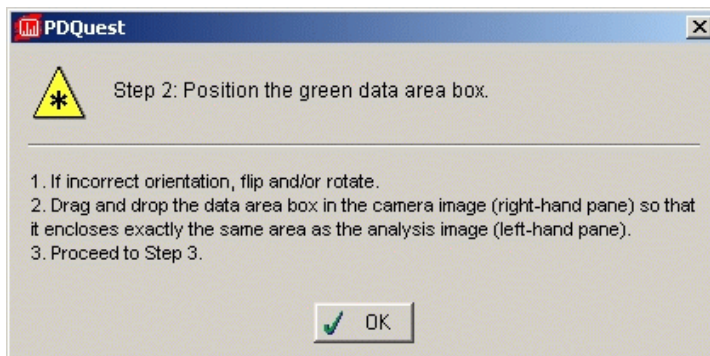 PDQuest
Step 2: Position the green data area box.
1. If incorrect orientation, flip and/or rotate.
2. Drag and drop the data area box in the camera image (right-hand pane) so that
it encloses exactly the same area as the analysis image (left-hand pane).
3. Proceed to Step 3.
OK